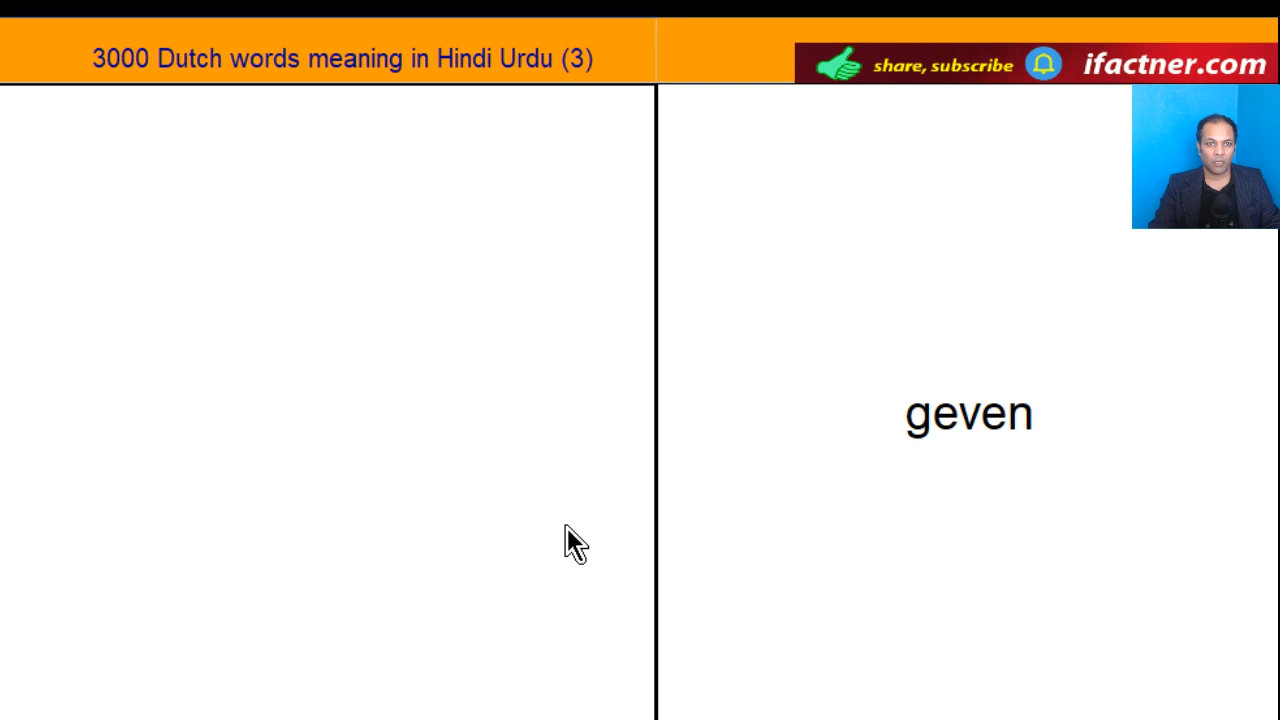 3000 Dutch words meaning in Hindi Urdu (3)
share, subscribe
ifactner.com
geven